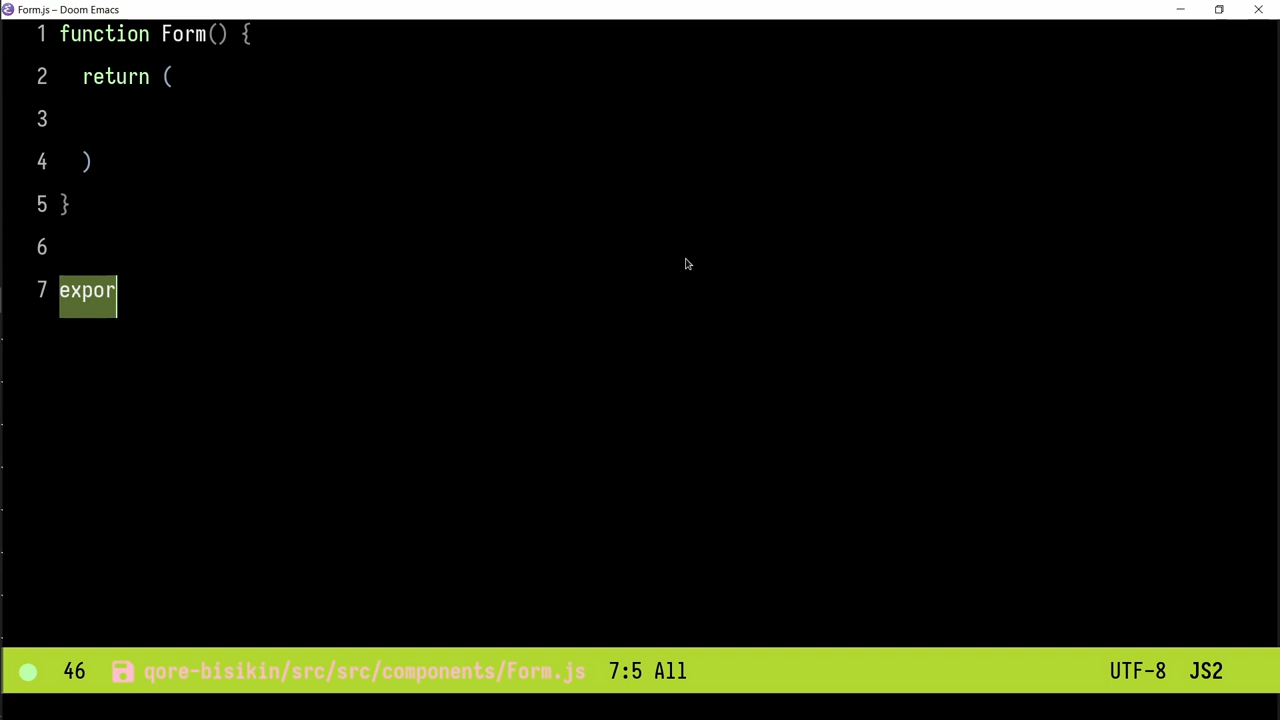 Form.js – Doom Emacs
1 function Form() {
2 return (
3
4 )
5 }
6
7 expor
46 qore-bisikin/src/src/components/Form.js 7:5 All UTF-8 JS2